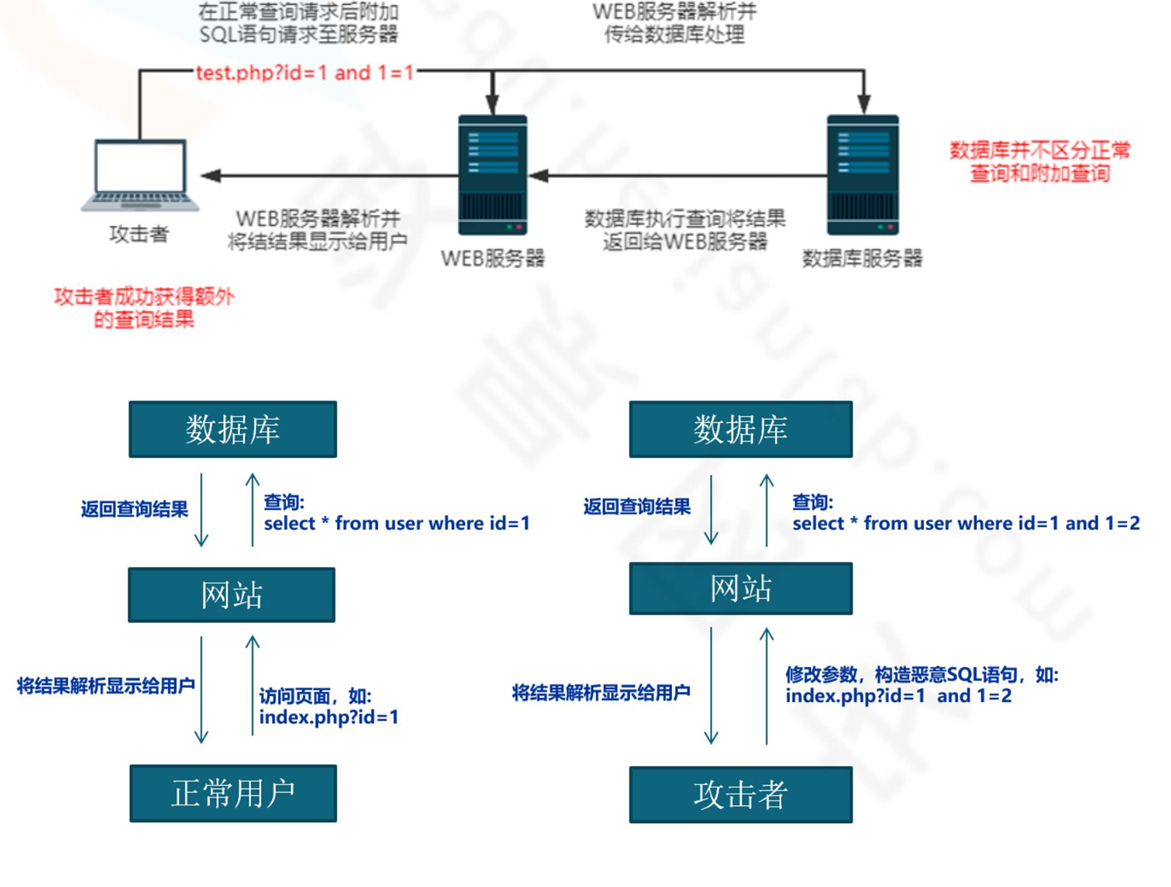 在正常查询请求后附加
SQL语句请求至服务器
WEB服务器解析并
传给数据库处理
test.php?id=1 and 1=1
数据库并不区分正常
查询和附加查询
攻击者
WEB服务器解析并
将结结果显示给用户
WEB服务器
数据库执行查询将结果
返回给WEB服务器
数据库服务器
攻击者成功获得额外
的查询结果
数据库
返回查询结果
查询:
select * from user where id=1
网站
将结果解析显示给用户
访问页面，如:
index.php?id=1
正常用户
数据库
返回查询结果
查询:
select * from user where id=1 and 1=2
网站
将结果解析显示给用户
修改参数，构造恶意SQL语句，如:
index.php?id=1  and 1=2
攻击者